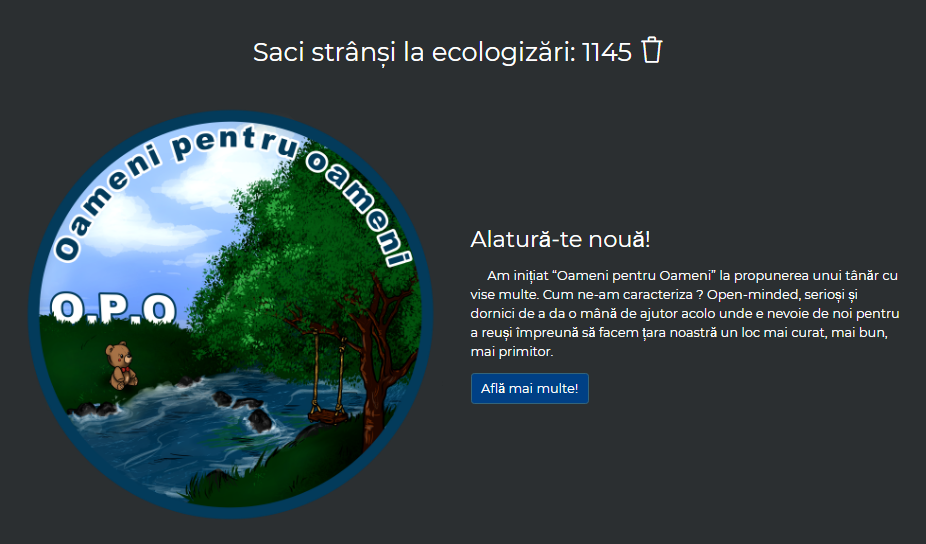 Saci strânși la ecologizări: 1145
Oameni pentru oameni
O.P.O
Alatură-te nouă!
Am inițiat “Oameni pentru Oameni” la propunerea unui tânăr cu
vise multe. Cum ne-am caracteriza ? Open-minded, serioși și
dornici de a da o mână de ajutor acolo unde e nevoie de noi pentru
a reuși împreună să facem țara noastră un loc mai curat, mai bun,
mai primitor.
Află mai multe!